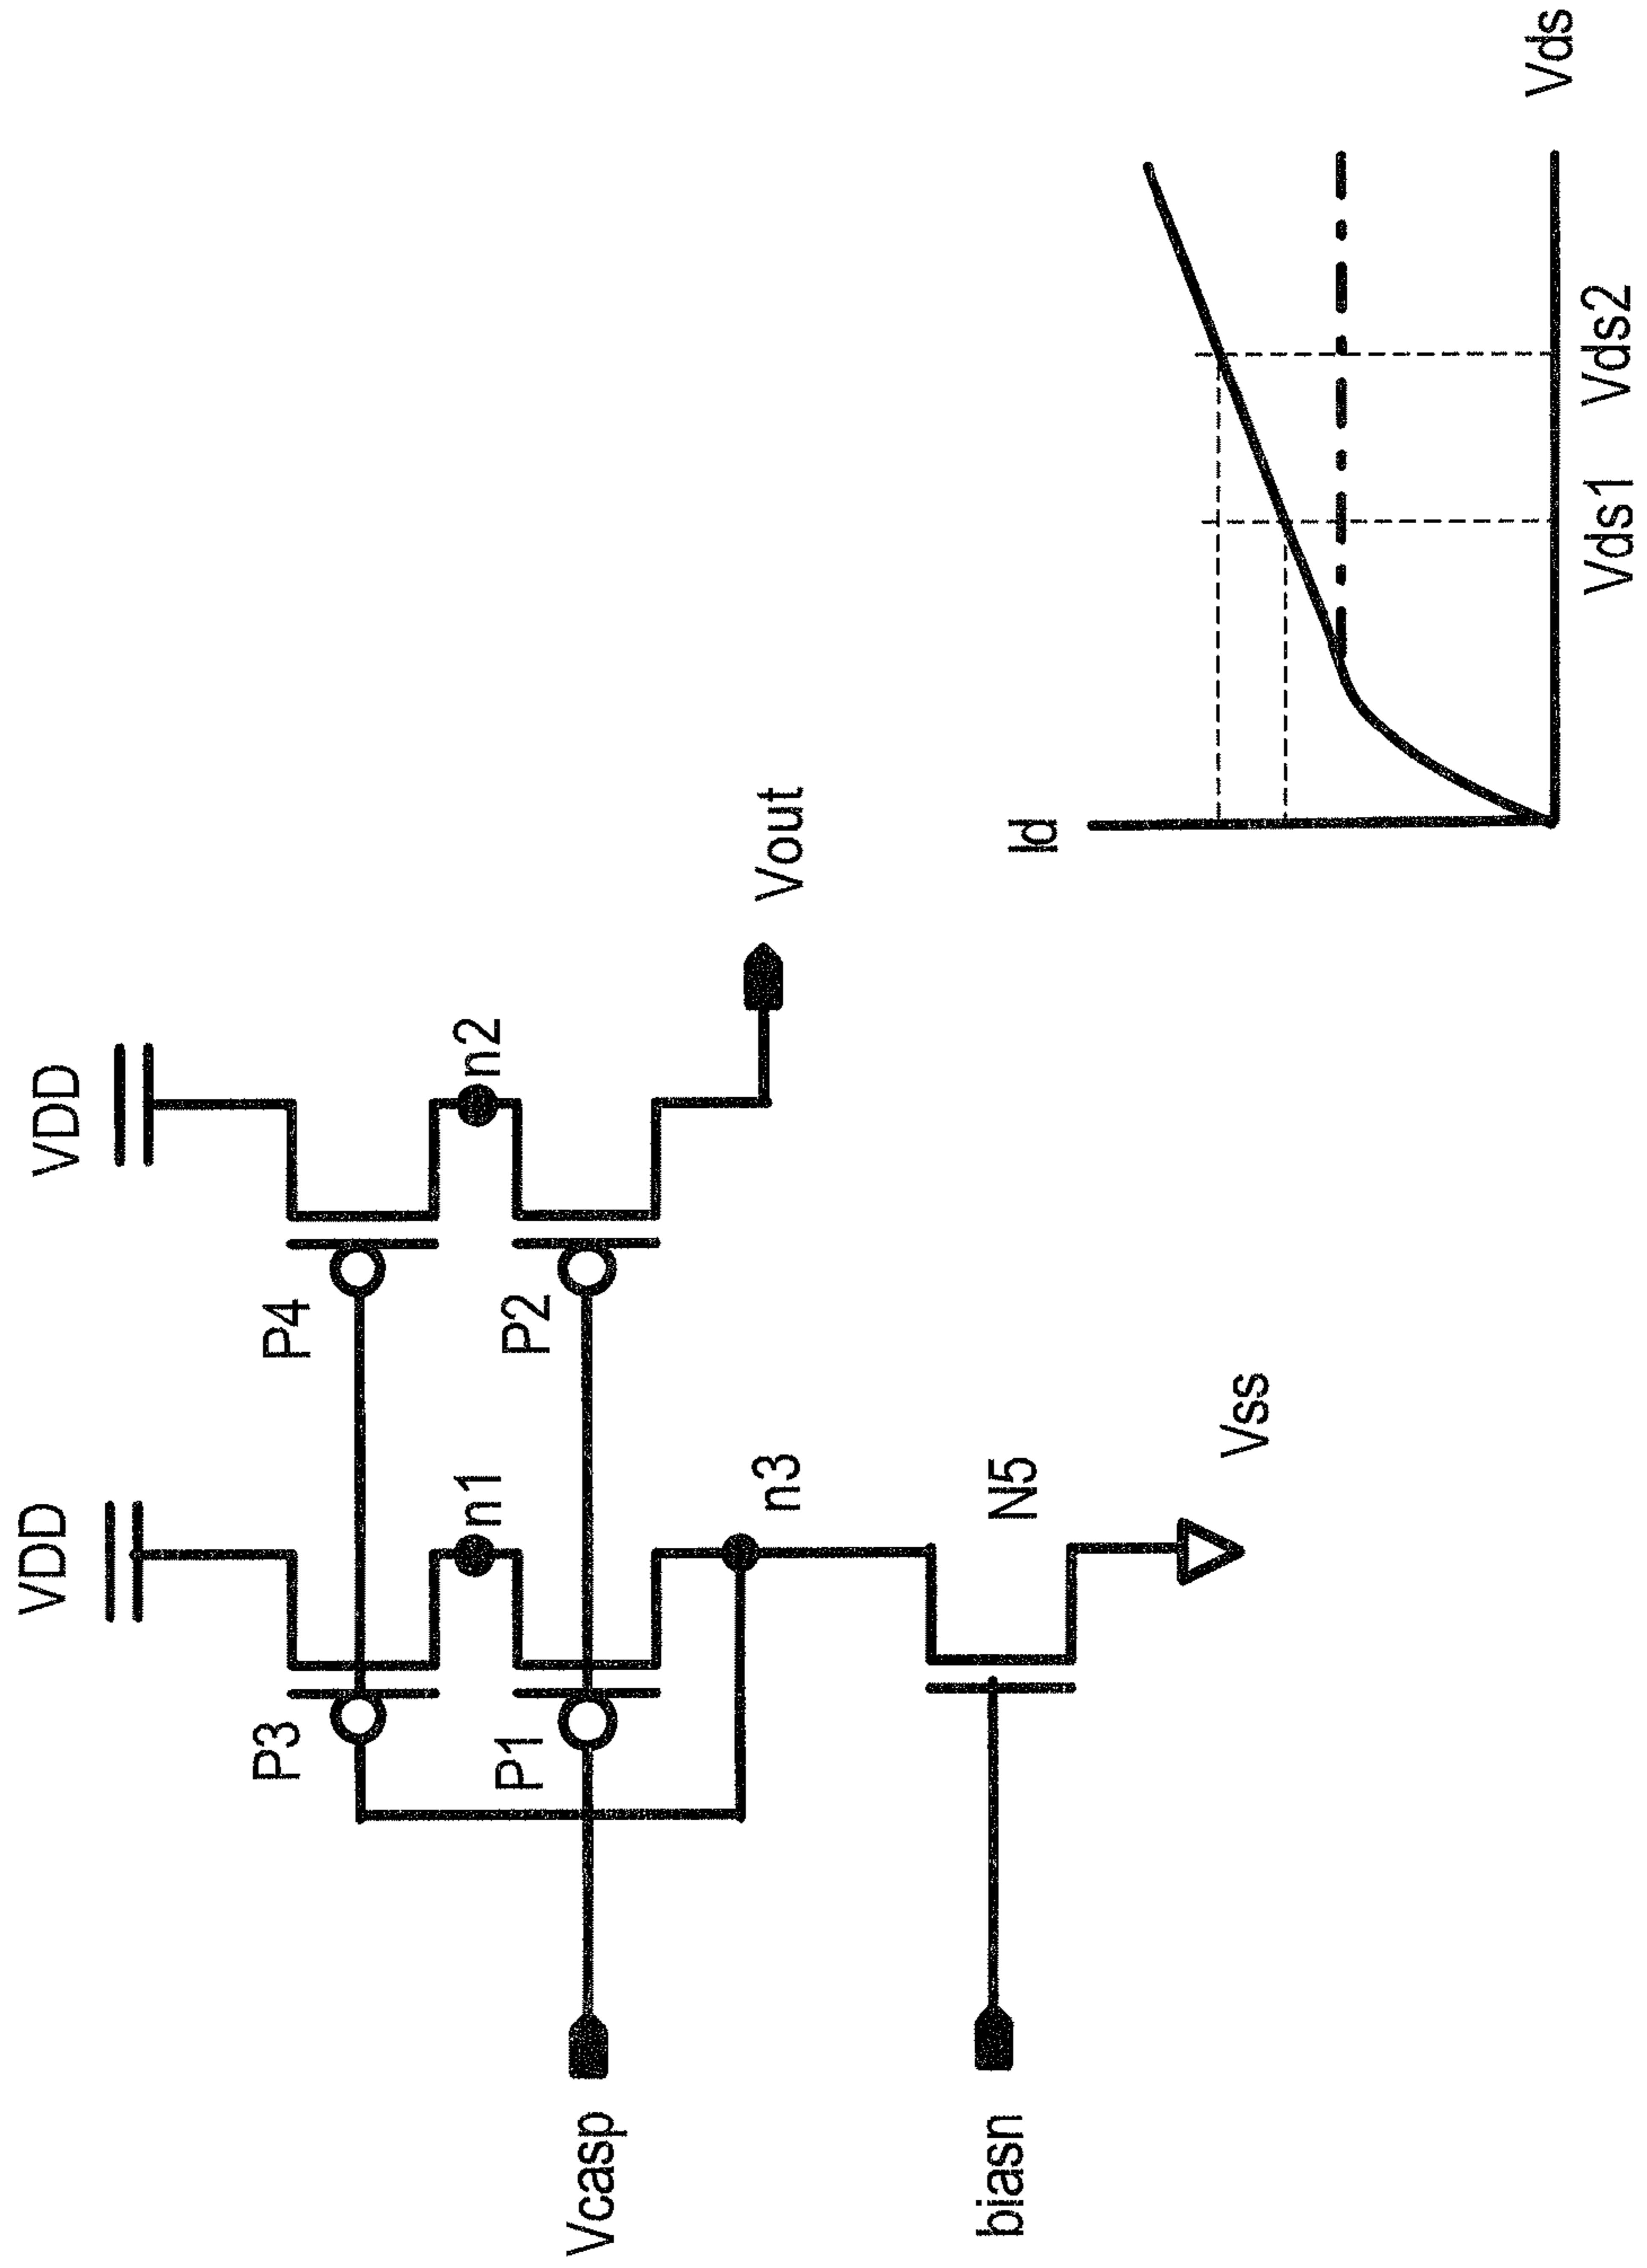 VDD
VDD
P3
P4
n1
n2
P1
P2
Vcasp
n3
Vout
biasn
N5
Vss
Id
Vds
Vds1
Vds2